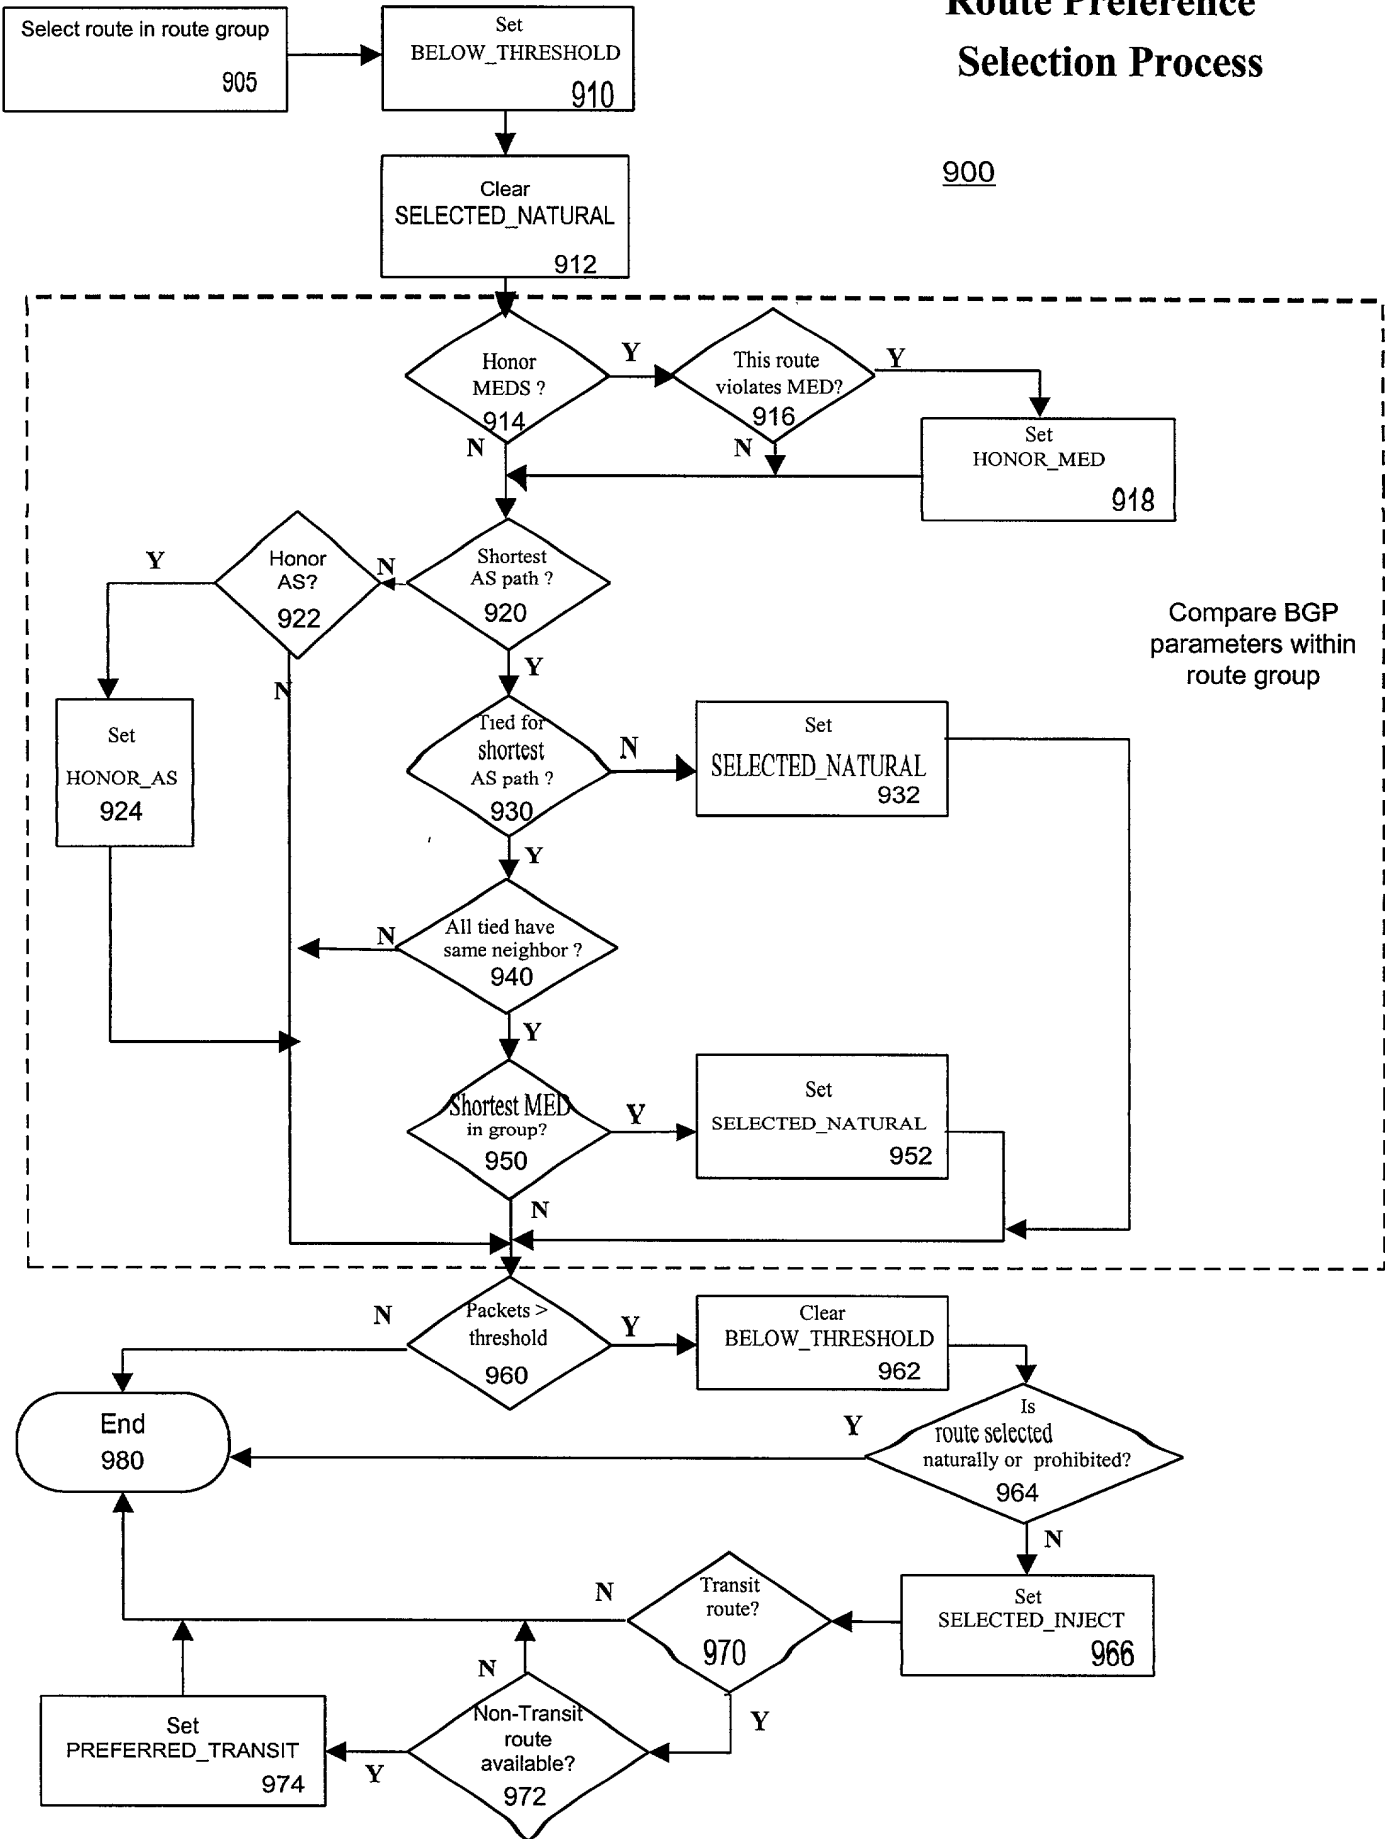 Route Preference
Selection Process
900
Select route in route group
905
Set
BELOW_THRESHOLD
910
Clear
SELECTED_NATURAL
912
Honor
MEDS ?
914
Y
N
This route
violates MED?
916
Y
N
Set
HONOR_MED
918
Shortest
AS path ?
920
N
Y
Honor
AS?
922
Y
N
Set
HONOR_AS
924
Compare BGP
parameters within
route group
Tied for
shortest
AS path ?
930
N
Y
Set
SELECTED_NATURAL
932
All tied have
same neighbor ?
940
N
Y
Shortest MED
in group?
950
Y
N
Set
SELECTED_NATURAL
952
Packets >
threshold
960
N
Y
Clear
BELOW_THRESHOLD
962
Is
route selected
naturally or prohibited?
964
Y
N
End
980
Set
SELECTED_INJECT
966
Transit
route?
970
N
Y
Non-Transit
route
available?
972
N
Y
Set
PREFERRED_TRANSIT
974